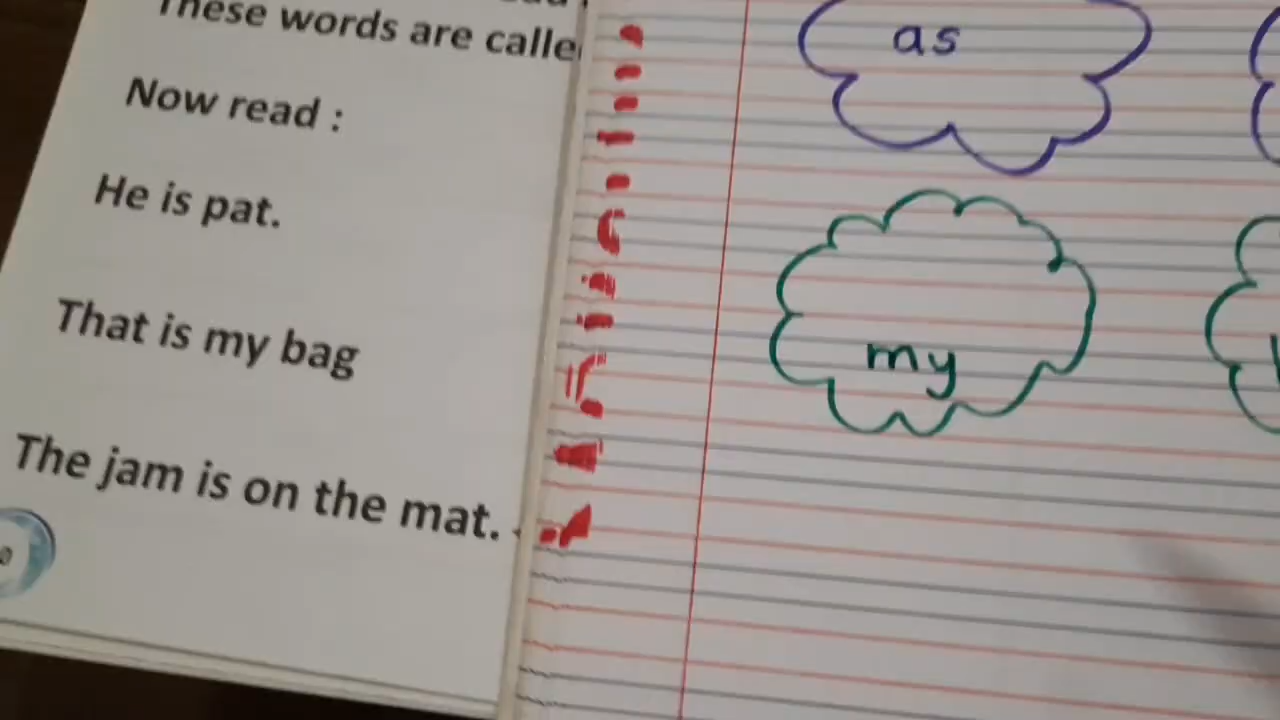 These words are calle
Now read :
He is pat.
That is my bag
The jam is on the mat.
as
my